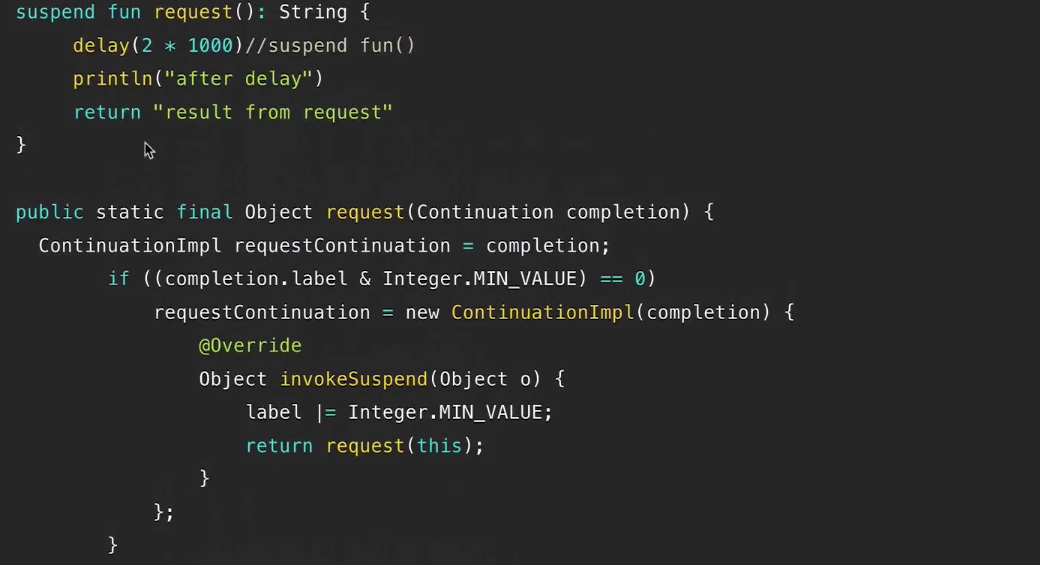 suspend fun request(): String {
delay(2 * 1000)//suspend fun()
println("after delay")
return "result from request"
}
public static final Object request(Continuation completion) {
ContinuationImpl requestContinuation = completion;
if ((completion.label & Integer.MIN_VALUE) == 0)
requestContinuation = new ContinuationImpl(completion) {
@Override
Object invokeSuspend(Object o) {
label |= Integer.MIN_VALUE;
return request(this);
}
};
}